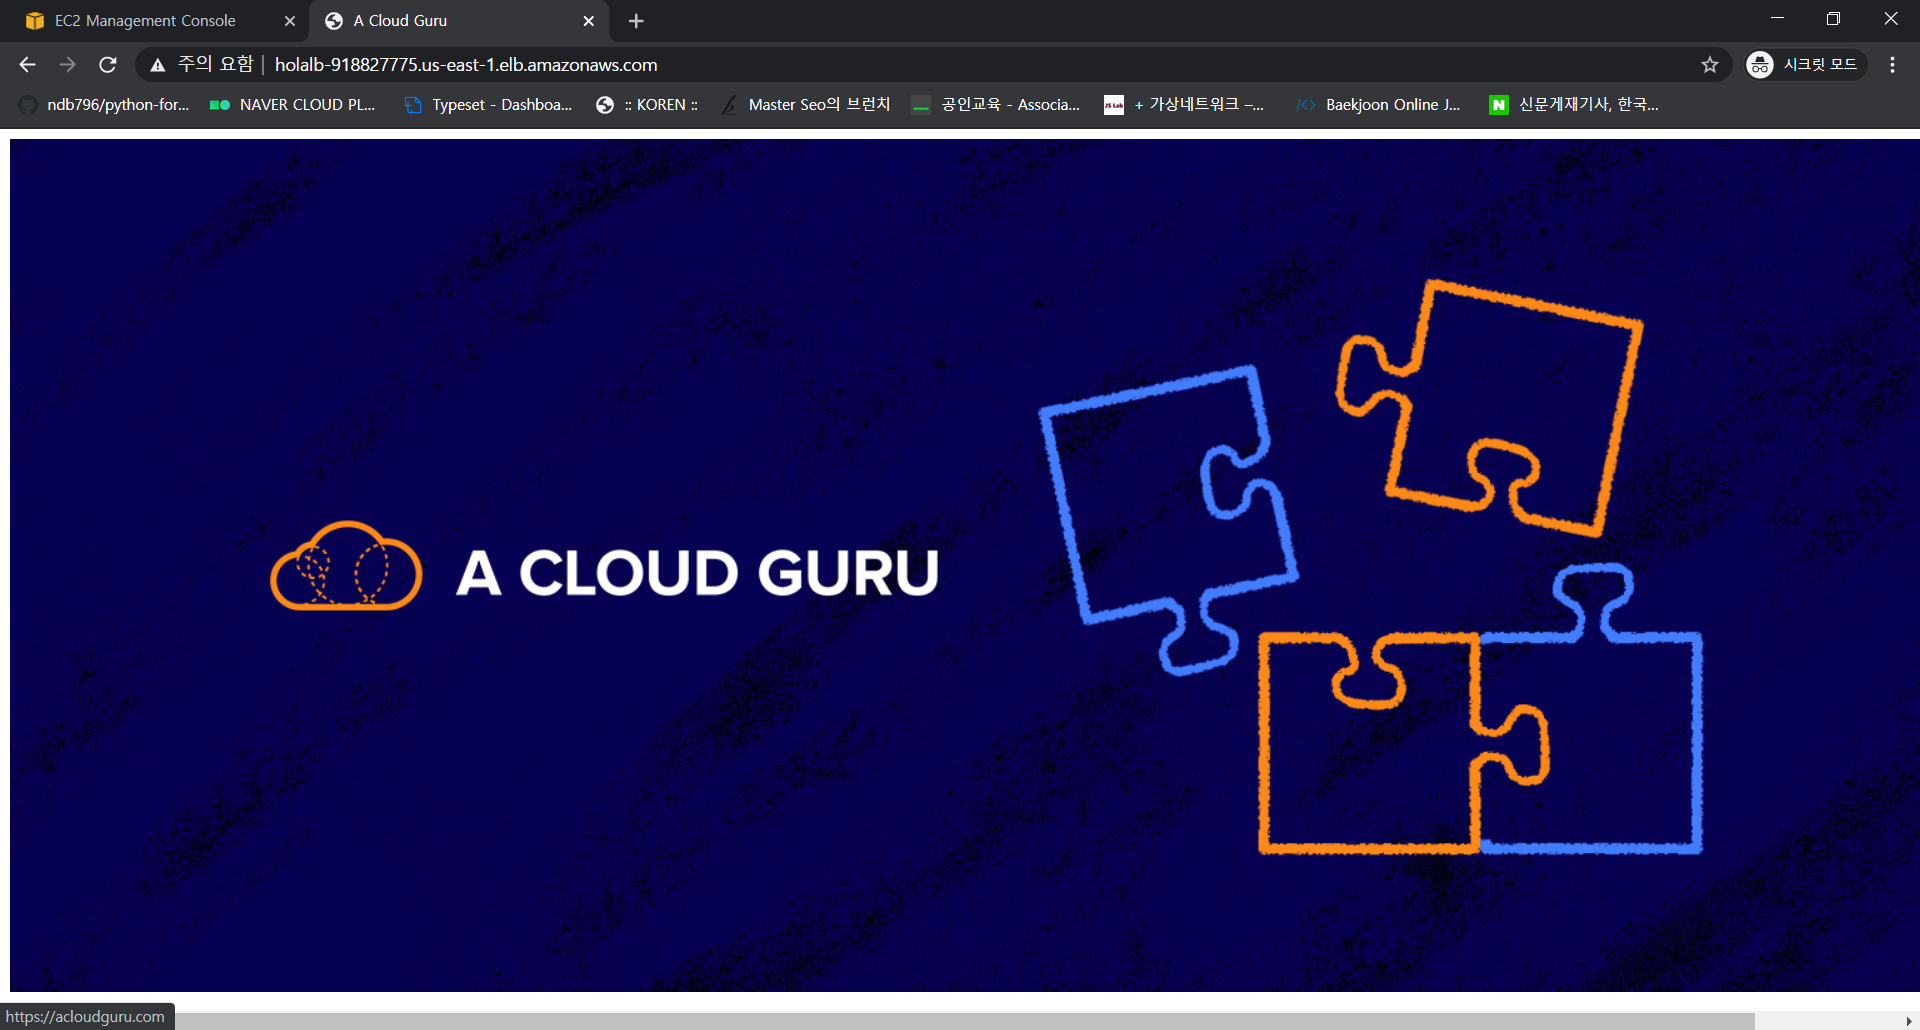 EC2 Management Console
A Cloud Guru
주의 요함 holalb-918827775.us-east-1.elb.amazonaws.com 시크릿 모드
ndb796/python-for... NAVER CLOUD PL... Typeset - Dashboa... :: KOREN :: Master Seo의 브런치 공인교육 - Associa... JS Lab + 가상네트워크 –... Baekjoon Online J... N 신문게재기사, 한국...
A CLOUD GURU
https://acloudguru.com